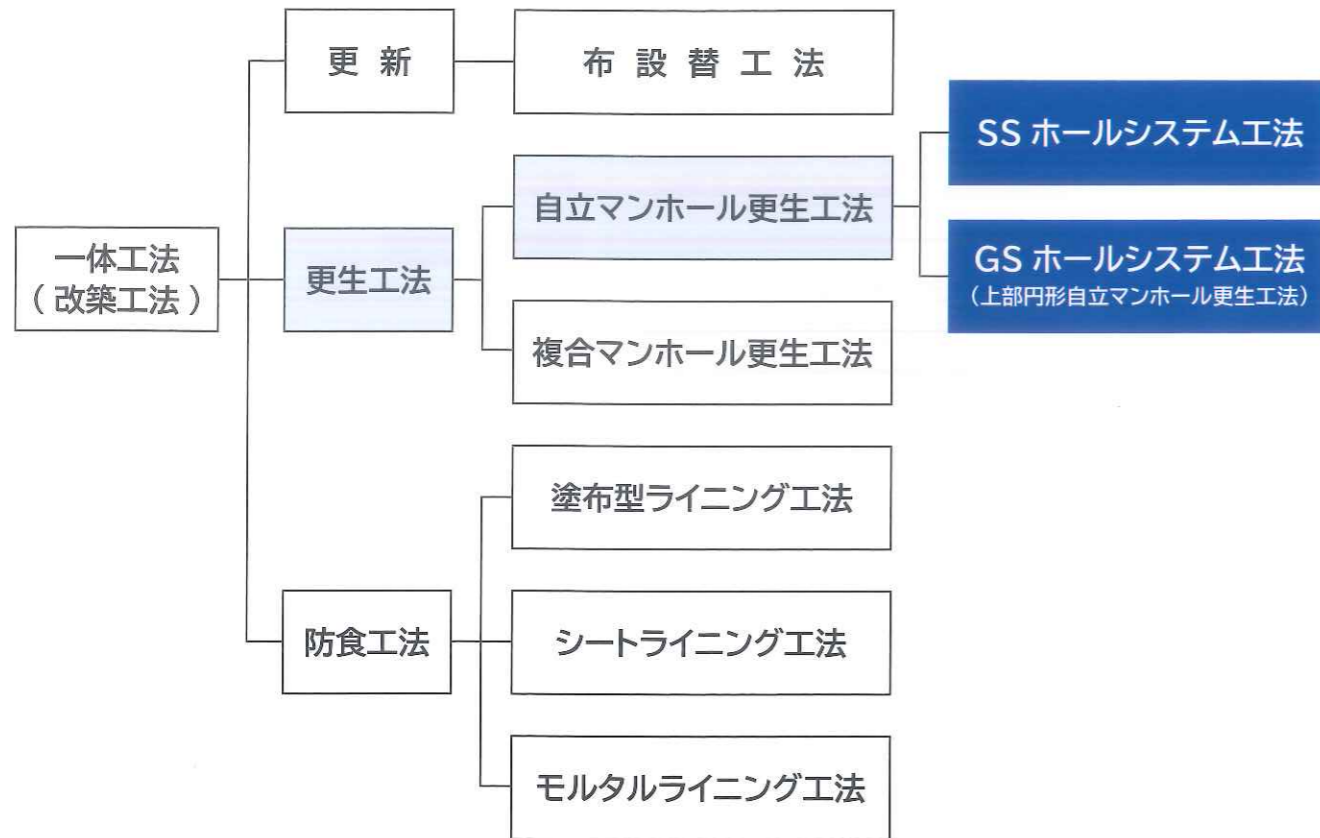 一体工法
(改築工法)
更新
布設替工法
更生工法
自立マンホール更生工法
SS ホールシステム工法
GS ホールシステム工法
(上部円形自立マンホール更生工法)
複合マンホール更生工法
防食工法
塗布型ライニング工法
シートライニング工法
モルタルライニング工法